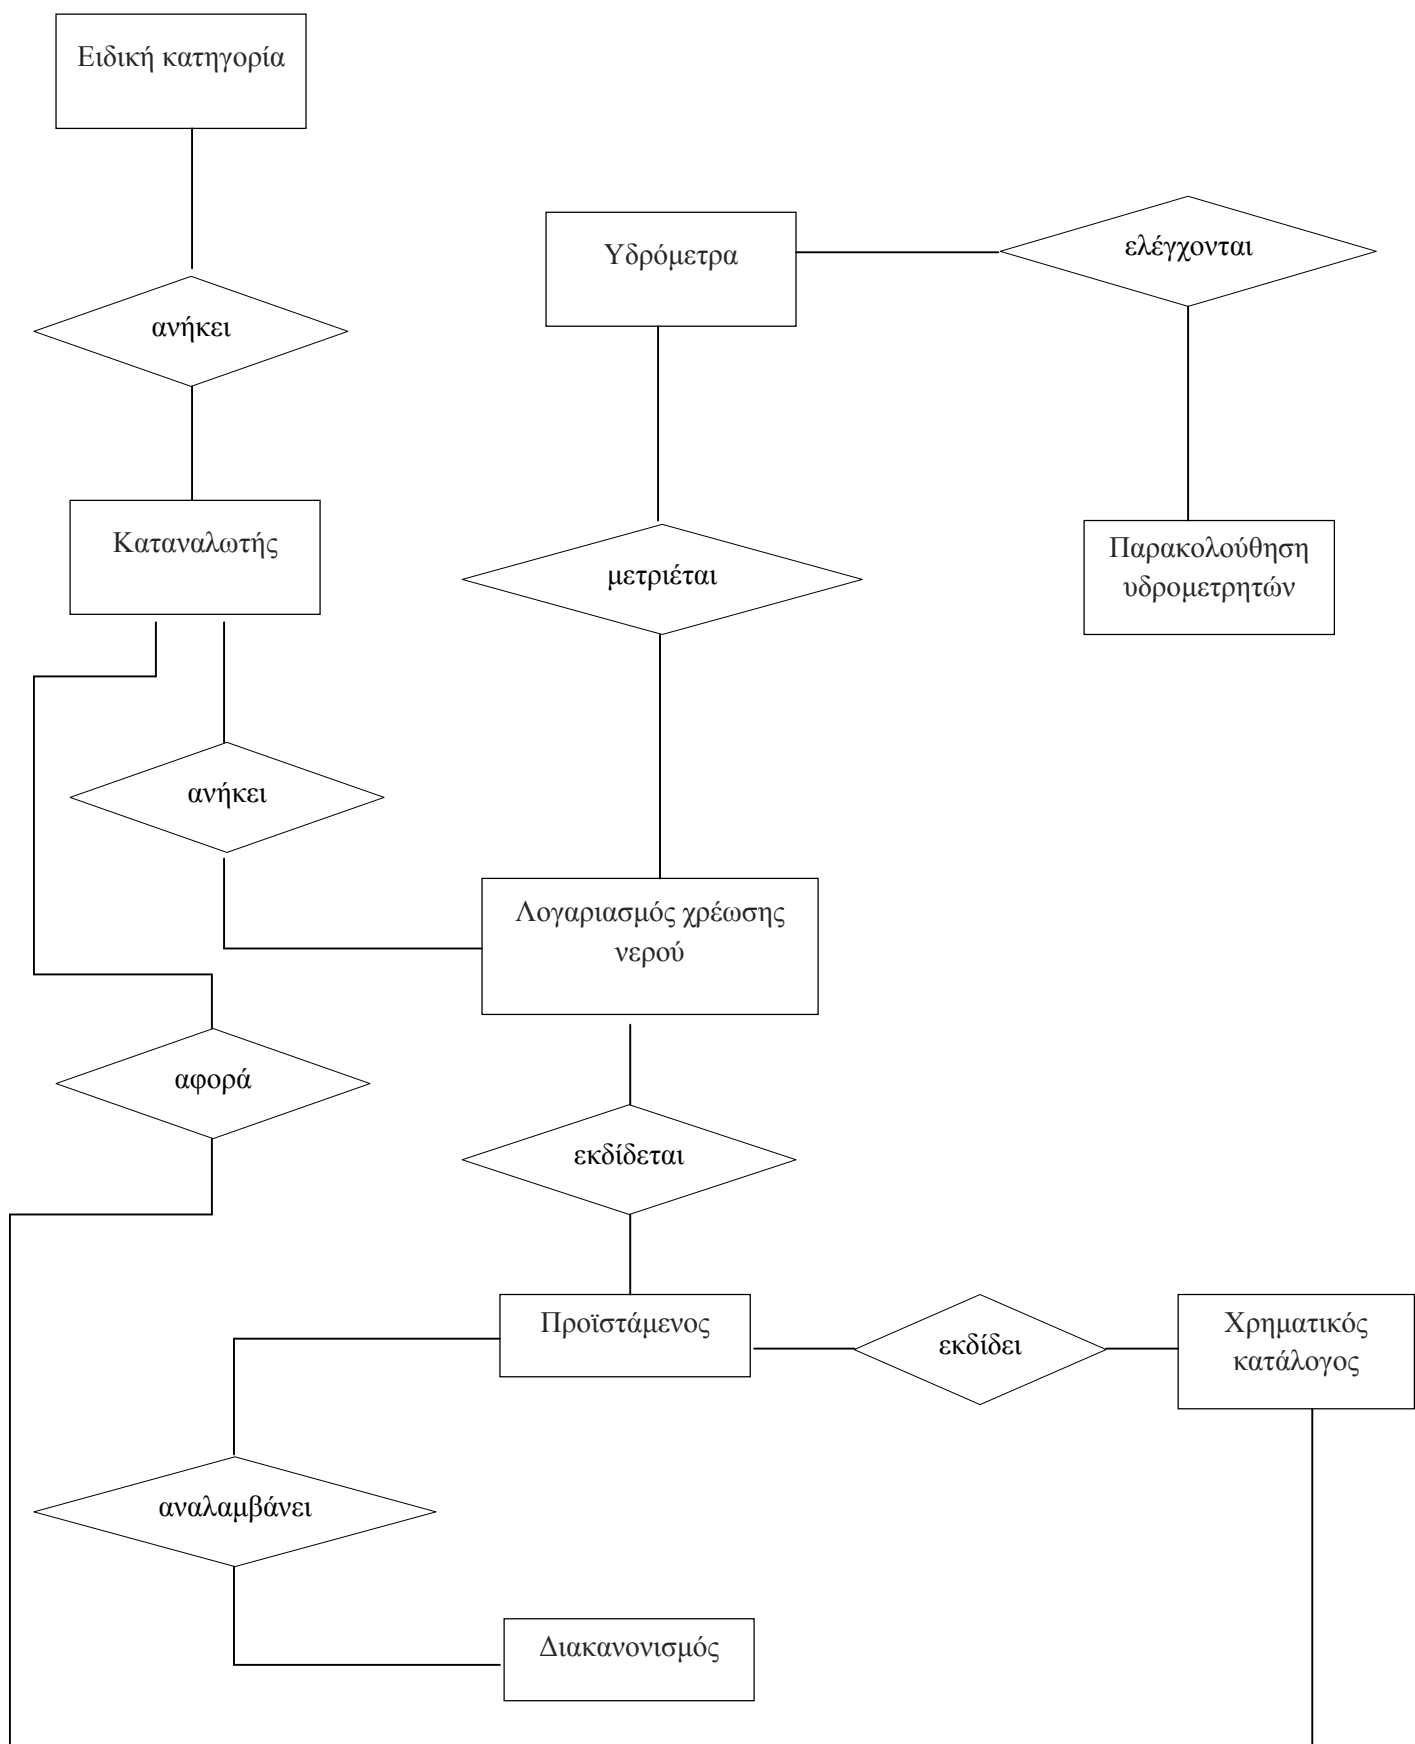 Ειδική κατηγορία
Υδρόμετρα
ελέγχονται
ανήκει
Καταναλωτής
μετριέται
Παρακολούθηση
υδρομετρητών
ανήκει
Λογαριασμός χρέωσης
νερού
αφορά
εκδίδεται
Προϊστάμενος
εκδίδει
Χρηματικός
κατάλογος
αναλαμβάνει
Διακανονισμός